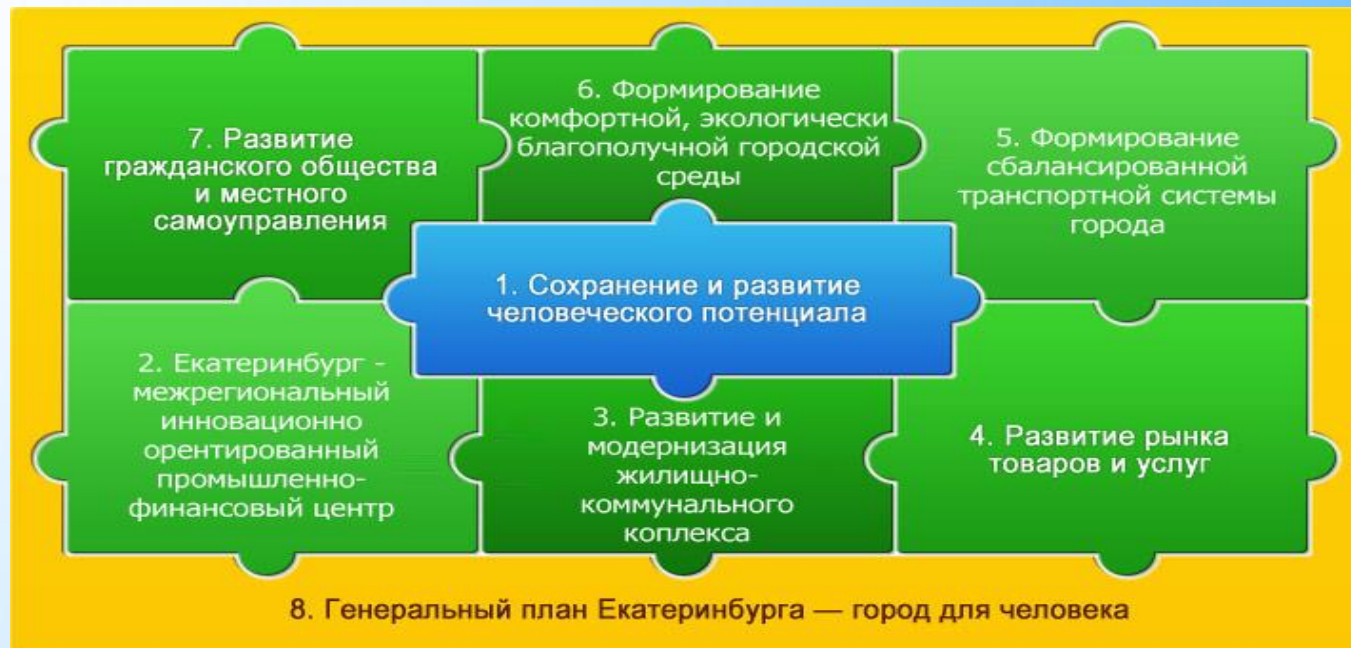 7. Развитие
гражданского общества
и местного
самоуправления
6. Формирование
комфортной, экологически
благополучной городской
среды
5. Формирование
сбалансированной
транспортной системы
города
1. Сохранение и развитие
человеческого потенциала
2. Екатеринбург -
межрегиональный
инновационно
орентированный
промышленно-
финансовый центр
3. Развитие и
модернизация
жилищно-
коммунального
коплекса
4. Развитие рынка
товаров и услуг
8. Генеральный план Екатеринбурга — город для человека